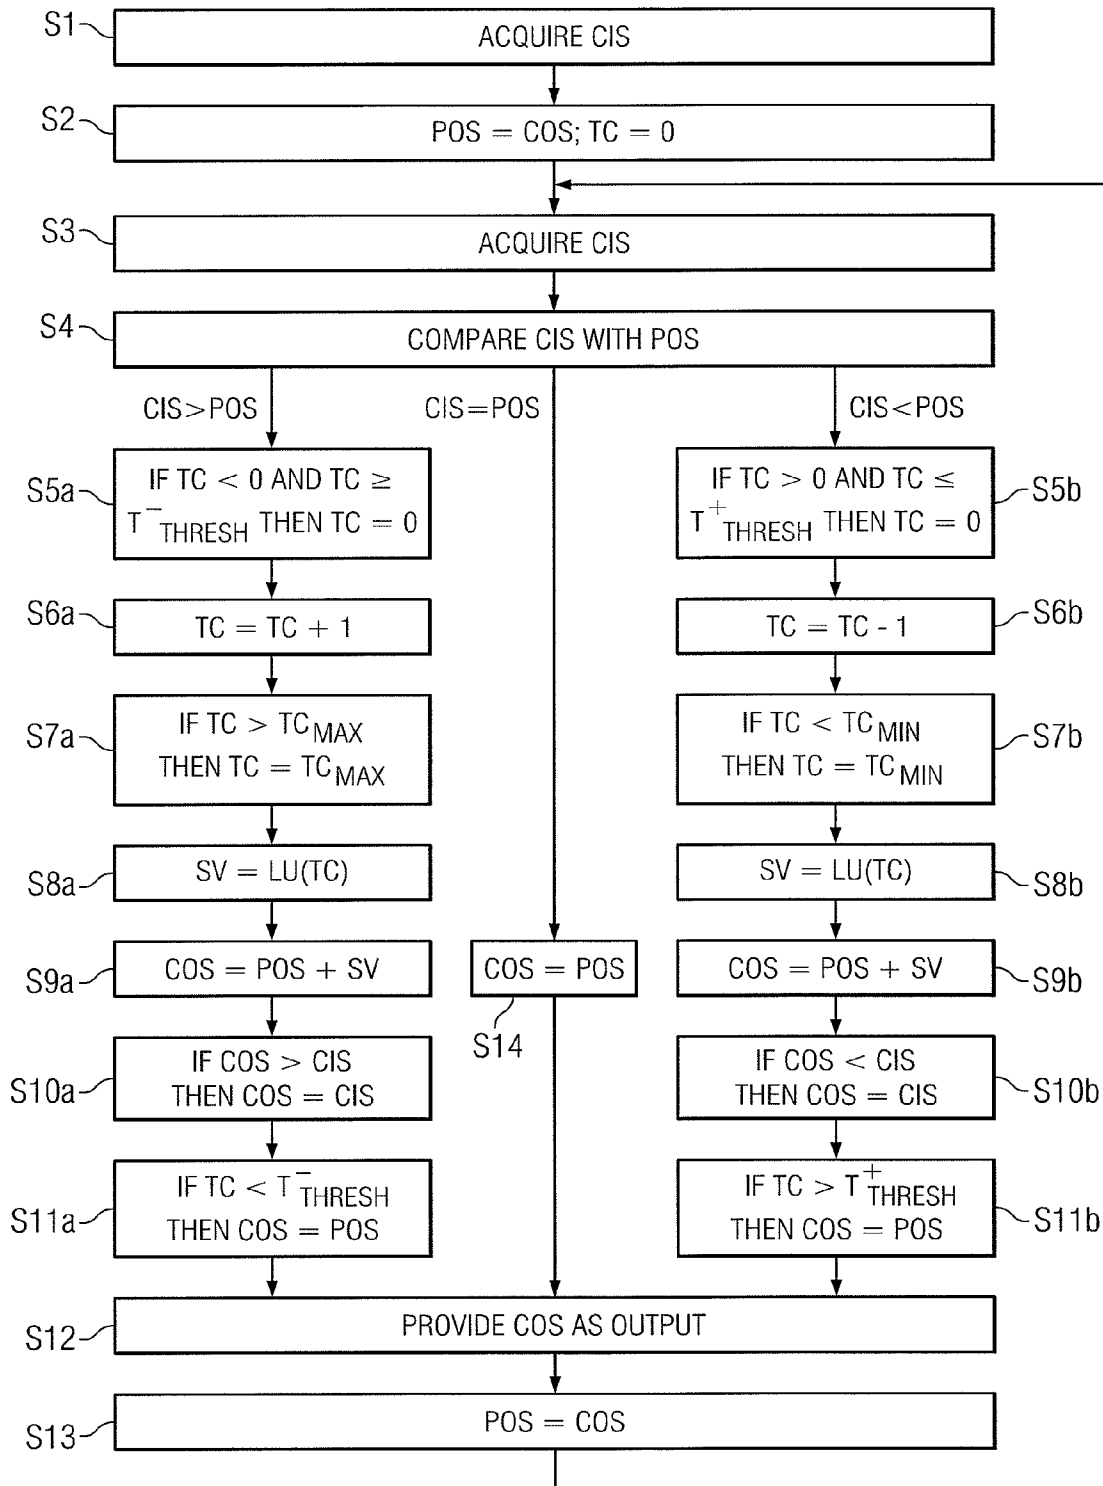 S1
ACQUIRE CIS
S2
POS = COS; TC = 0
S3
ACQUIRE CIS
S4
COMPARE CIS WITH POS
CIS>POS
CIS=POS
CIS<POS
S5a
IF TC < 0 AND TC ≥
T⁻THRESH THEN TC = 0
IF TC > 0 AND TC ≤
T⁺THRESH THEN TC = 0
S5b
S6a
TC = TC + 1
TC = TC - 1
S6b
S7a
IF TC > TCMAX
THEN TC = TCMAX
IF TC < TCMIN
THEN TC = TCMIN
S7b
S8a
SV = LU(TC)
SV = LU(TC)
S8b
S9a
COS = POS + SV
COS = POS
S14
COS = POS + SV
S9b
S10a
IF COS > CIS
THEN COS = CIS
IF COS < CIS
THEN COS = CIS
S10b
S11a
IF TC < T⁻THRESH
THEN COS = POS
IF TC > T⁺THRESH
THEN COS = POS
S11b
S12
PROVIDE COS AS OUTPUT
S13
POS = COS